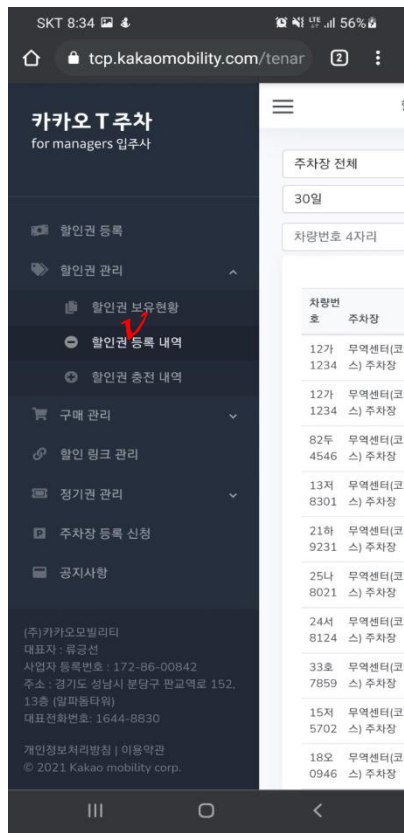 SKT 8:34
LTE 56%
tcp.kakaomobility.com/tenar
2
카카오 T 주차
for managers 입주사
할인권 등록
할인권 관리
할인권 보유현황
할인권 등록 내역
할인권 충전 내역
구매 관리
할인 링크 관리
정기권 관리
주차장 등록 신청
공지사항
(주)카카오모빌리티
대표자 : 류긍선
사업자 등록번호 : 172-86-00842
주소 : 경기도 성남시 분당구 판교역로 152,
13층 (알파돔타워)
대표전화번호: 1644-8830
개인정보처리방침 | 이용약관
© 2021 Kakao mobility corp.
주차장 전체
30일
차량번호 4자리
차량번
호 주차장
12가 무역센터(코
1234 스) 주차장
12가 무역센터(코
1234 스) 주차장
82두 무역센터(코
4546 스) 주차장
13저 무역센터(코
8301 스) 주차장
21하 무역센터(코
9231 스) 주차장
25나 무역센터(코
8021 스) 주차장
24서 무역센터(코
8124 스) 주차장
33호 무역센터(코
7859 스) 주차장
15저 무역센터(코
5702 스) 주차장
18오 무역센터(코
0946 스) 주차장